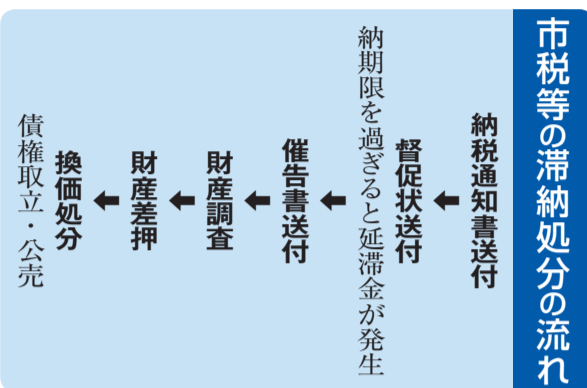 市税等の滞納処分の流れ
納税通知書送付
督促状送付
納期限を過ぎると延滞金が発生
催告書送付
財産調査
財産差押
換価処分
債権取立・公売